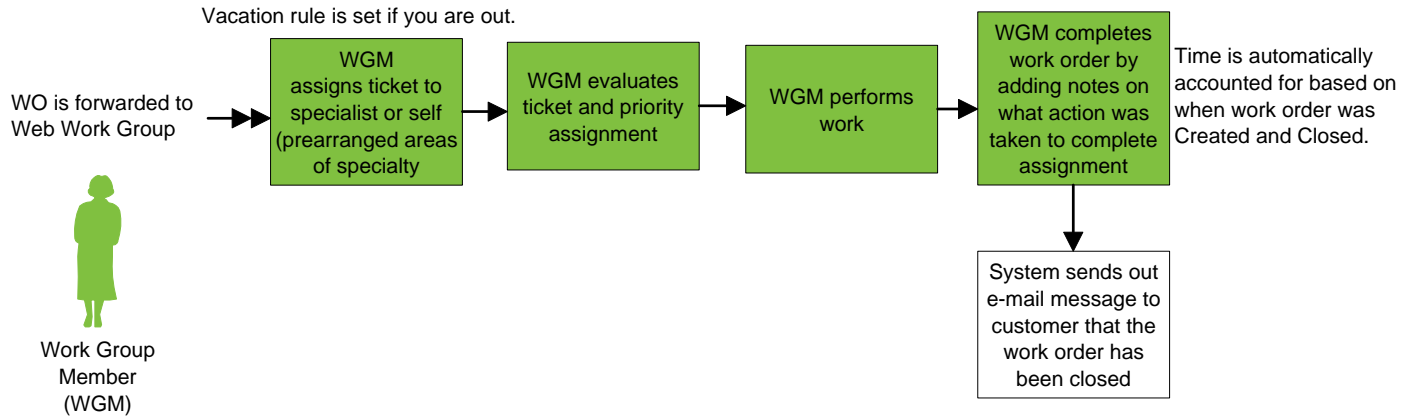 Vacation rule is set if you are out.
WO is forwarded to
Web Work Group
WGM
assigns ticket to
specialist or self
(prearranged areas
of specialty
WGM evaluates
ticket and priority
assignment
WGM performs
work
WGM completes
work order by
adding notes on
what action was
taken to complete
assignment
Time is automatically
accounted for based on
when work order was
Created and Closed.
System sends out
e-mail message to
customer that the
work order has
been closed
Work Group
Member
(WGM)